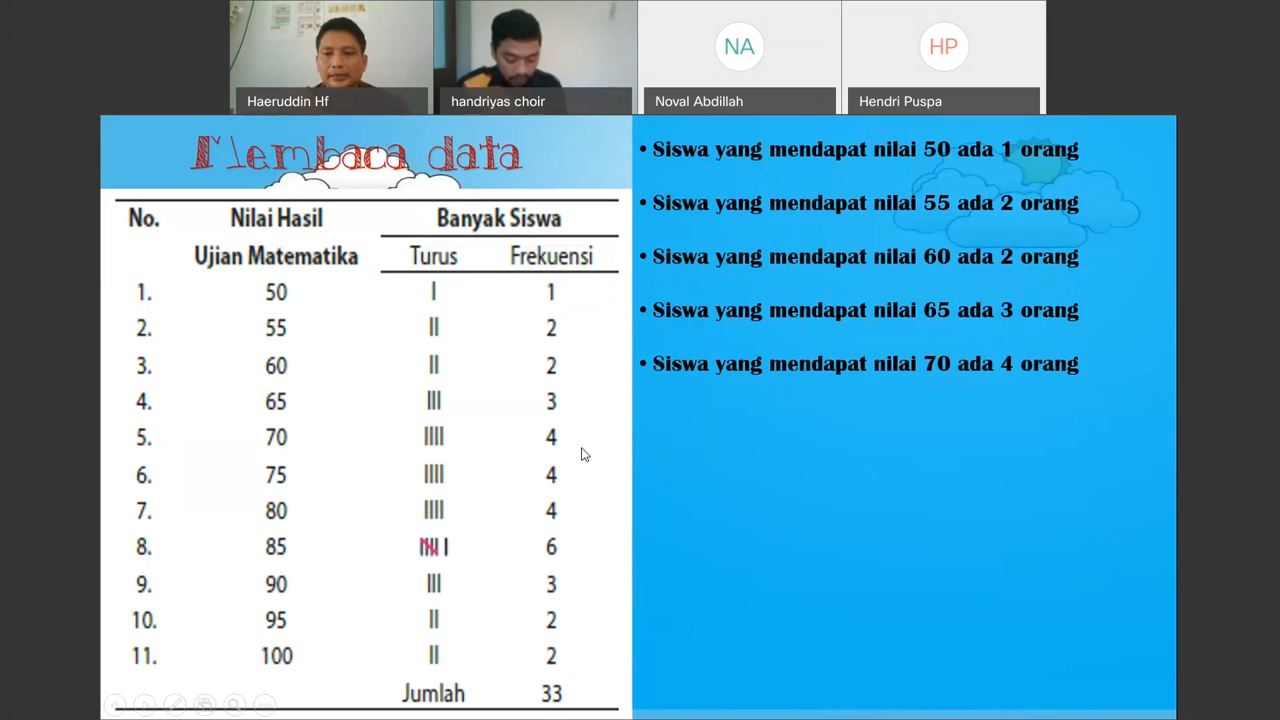 NA
HP
Haeruddin Hf
handriyas choir
Noval Abdillah
Hendri Puspa
Membaca data
No. Nilai Hasil Banyak Siswa
Ujian Matematika Turus Frekuensi
1. 50 I 1
2. 55 II 2
3. 60 II 2
4. 65 III 3
5. 70 IIII 4
6. 75 IIII 4
7. 80 IIII 4
8. 85 IIII I 6
9. 90 III 3
10. 95 II 2
11. 100 II 2
Jumlah 33
• Siswa yang mendapat nilai 50 ada 1 orang
• Siswa yang mendapat nilai 55 ada 2 orang
• Siswa yang mendapat nilai 60 ada 2 orang
• Siswa yang mendapat nilai 65 ada 3 orang
• Siswa yang mendapat nilai 70 ada 4 orang